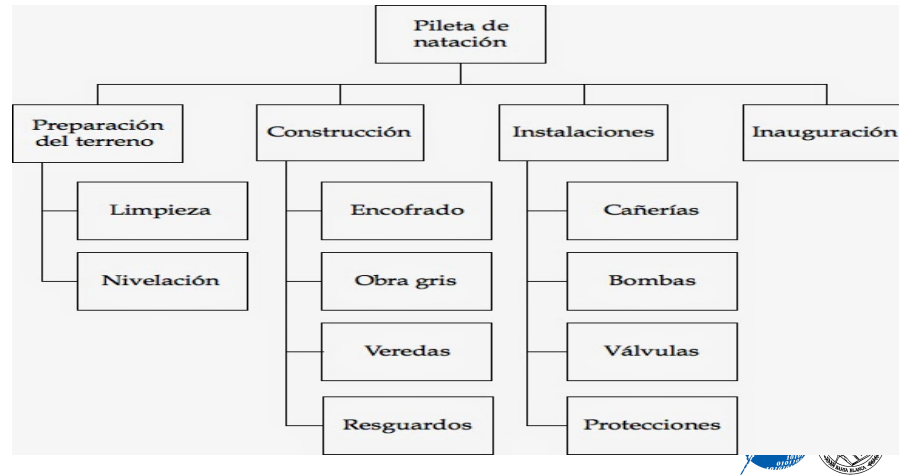 Pileta de
natación
Preparación
del terreno
Construcción
Instalaciones
Inauguración
Limpieza
Encofrado
Cañerías
Nivelación
Obra gris
Bombas
Veredas
Válvulas
Resguardos
Protecciones